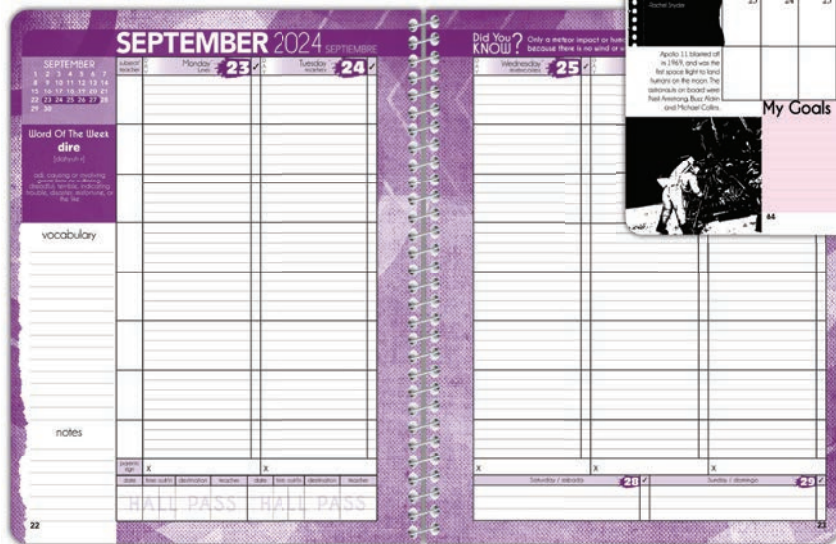 SEPTEMBER 2024 SEPTIEMBRE
SEPTEMBER
1 2 3 4 5 6 7
8 9 10 11 12 13 14
15 16 17 18 19 20 21
22 23 24 25 26 27 28
29 30
Word Of The Week
dire
adj. causing or involving
dreadful; terrible; indicating
trouble, disaster, misfortune, or
the like
vocabulary
notes
22
subject/
teacher
Monday
lunes
23
Tuesday
martes
24
parent
sign
X
X
date time out/in destination teacher date time out/in destination teacher
HALL PASS HALL PASS
Did You
KNOW?
Only a meteor impact or
because there is no wind or
Wednesday
miércoles
25
X
X
X
Saturday / sábado
28
Sunday / domingo
29
23
-Rachel Snyder
23 24 25
Apollo 11 blasted off
in 1969, and was the
first space flight to land
humans on the moon. The
astronauts on board were
and Michael Collins.
My Goals
64